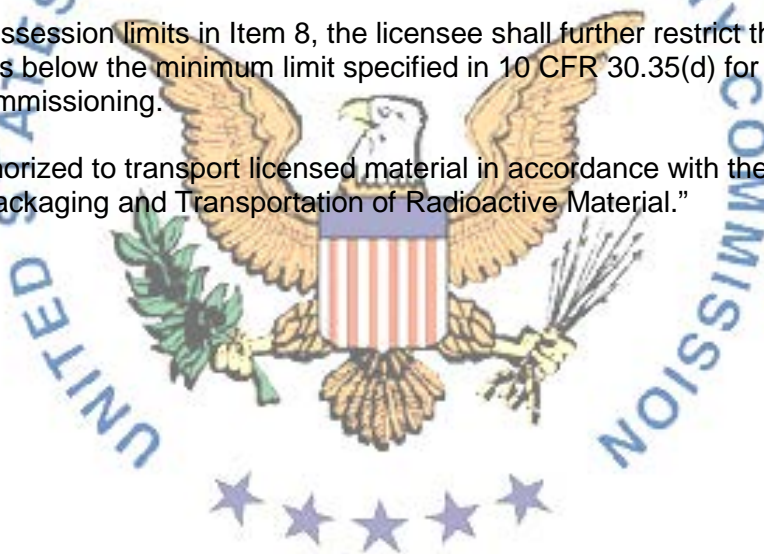 ssession limits in Item 8, the licensee shall further restrict th
s below the minimum limit specified in 10 CFR 30.35(d) for
mmissioning.
orized to transport licensed material in accordance with the
ackaging and Transportation of Radioactive Material.”
UNITED STATES
Y COMMISSION